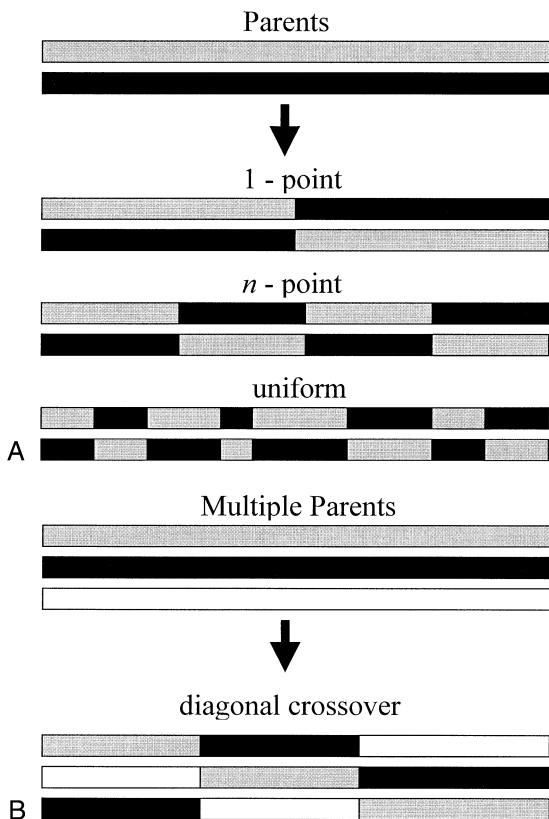 Parents
1 - point
n - point
uniform
A
Multiple Parents
diagonal crossover
B